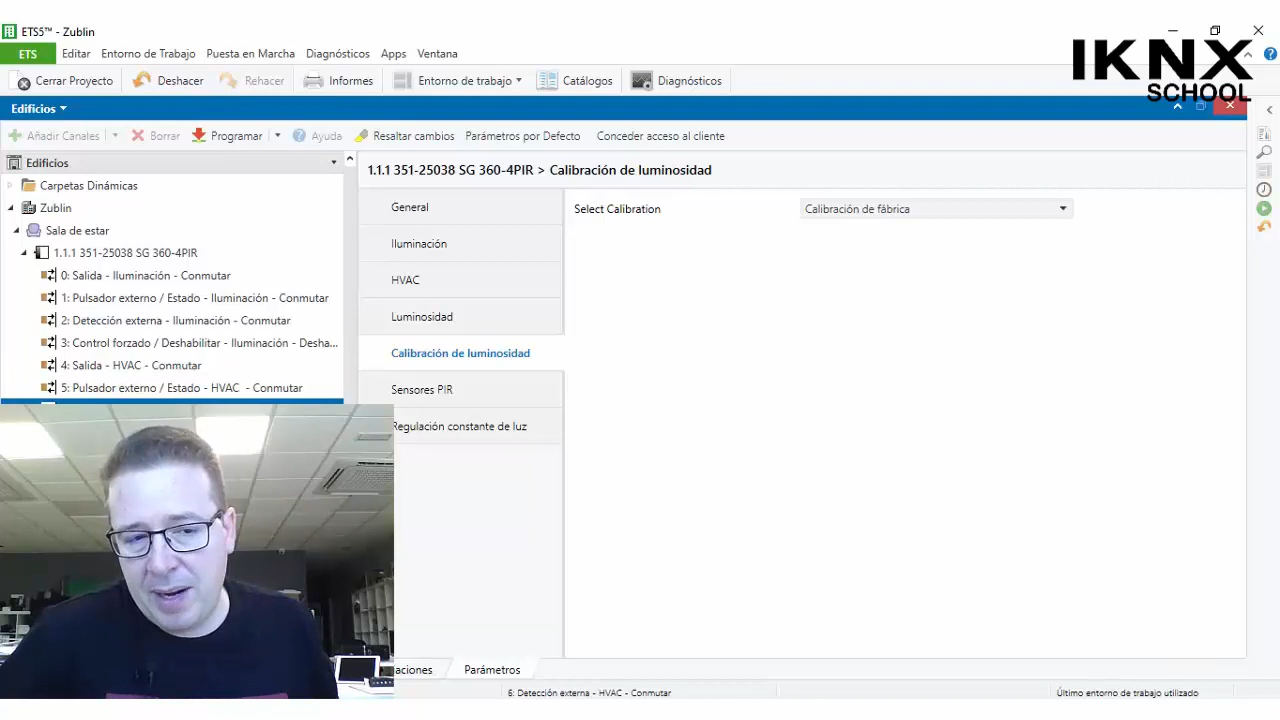 ETS5™ - Zublin
ETS Editar Entorno de Trabajo Puesta en Marcha Diagnósticos Apps Ventana
IKNX
SCHOOL
Cerrar Proyecto Deshacer Rehacer Informes Entorno de trabajo Catálogos Diagnósticos
Edificios
Añadir Canales Borrar Programar Ayuda Resaltar cambios Parámetros por Defecto Conceder acceso al cliente
Edificios
Carpetas Dinámicas
Zublin
Sala de estar
1.1.1 351-25038 SG 360-4PIR
0: Salida - Iluminación - Conmutar
1: Pulsador externo / Estado - Iluminación - Conmutar
2: Detección externa - Iluminación - Conmutar
3: Control forzado / Deshabilitar - Iluminación - Desha...
4: Salida - HVAC - Conmutar
5: Pulsador externo / Estado - HVAC - Conmutar
1.1.1 351-25038 SG 360-4PIR > Calibración de luminosidad
General
Iluminación
HVAC
Luminosidad
Calibración de luminosidad
Sensores PIR
Regulación constante de luz
Select Calibration Calibración de fábrica
aciones Parámetros
6: Detección externa - HVAC - Conmutar Último entorno de trabajo utilizado